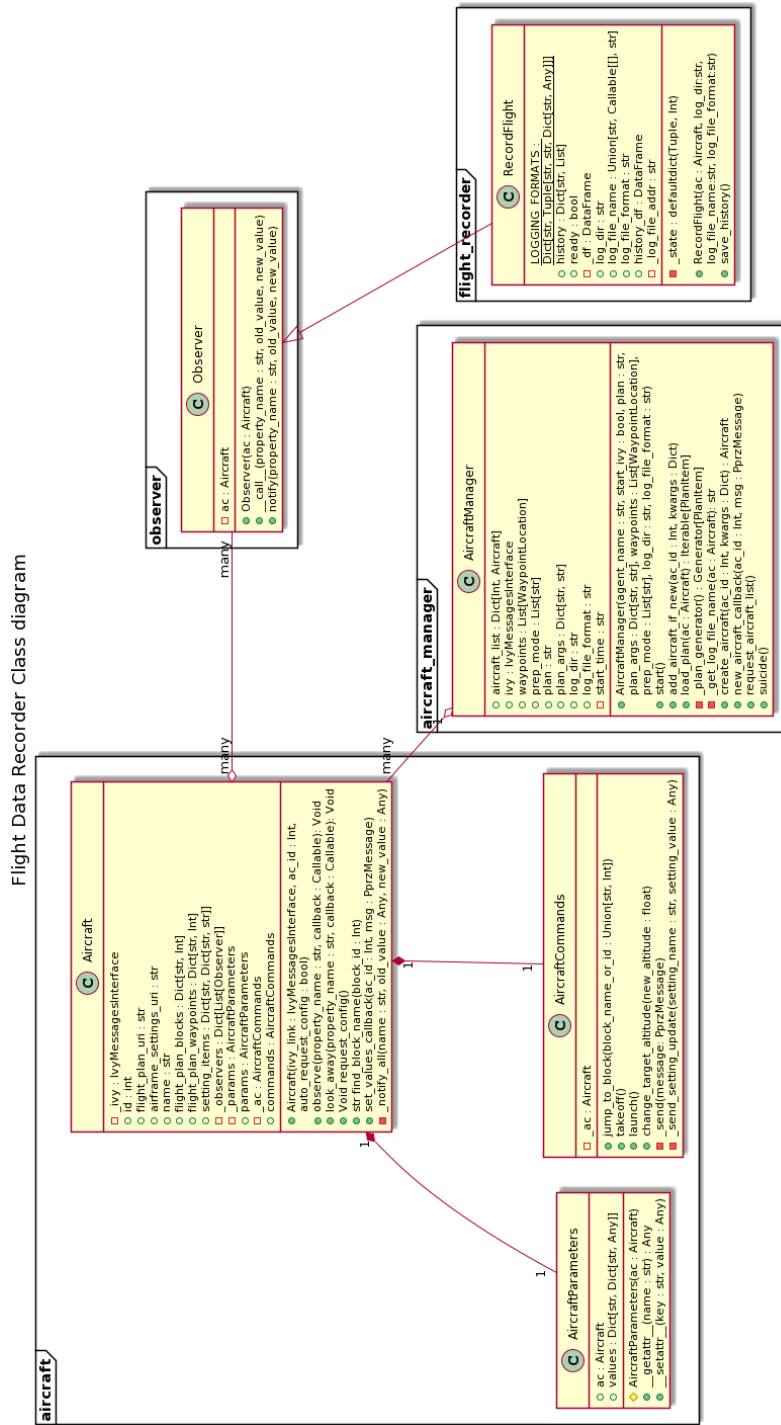 Flight Data Recorder Class diagram
aircraft
C Aircraft
_ivy : IvyMessagesInterface
id : int
flight_plan_uri : str
airframe_settings_uri : str
name : str
flight_plan_blocks : Dict[str, Int]
flight_plan_waypoints : Dict[str, Int]
setting_items : Dict[str, Dict[str, str]]
_observers : Dict[List[Observer]]
_params : AircraftParameters
params : AircraftParameters
_ac : AircraftCommands
commands : AircraftCommands
Aircraft(ivy_link : IvyMessagesInterface, ac_id : Int,
auto_request_config : bool)
observe(property_name : str, callback : Callable): Void
look_away(property_name : str, callback : Callable): Void
Void request_config()
str find_block_name(block_id : Int)
set_values_callback(ac_id : Int, msg : PprzMessage)
_notify_all(name : str, old_value : Any, new_value : Any)
1
1
1
1
many
many
many
1
C AircraftParameters
ac : Aircraft
values : Dict[str, Dict[str, Any]]
AircraftParameters(ac : Aircraft)
__getattr__(name : str) : Any
__setattr__(key : str, value : Any)
C AircraftCommands
_ac : Aircraft
jump_to_block(block_name_or_id : Union[str, Int])
takeoff()
launch()
change_target_altitude(new_altitude : float)
_send(message: PprzMessage)
_send_setting_update(setting_name : str, setting_value : Any)
observer
C Observer
ac : Aircraft
Observer(ac : Aircraft)
__call__(property_name : str, old_value, new_value)
notify(property_name : str, old_value, new_value)
aircraft_manager
C AircraftManager
aircraft_list : Dict[Int, Aircraft]
ivy : IvyMessagesInterface
waypoints : List[WaypointLocation]
prep_mode : List[str]
plan : str
plan_args : Dict[str, str]
log_dir : str
log_file_format : str
start_time : str
AircraftManager(agent_name : str, start_ivy : bool, plan : str,
plan_args : Dict[str, str], waypoints : List[WaypointLocation],
prep_mode : List[str], log_dir : str, log_file_format : str)
start()
add_aircraft_if_new(ac_id : Int, kwargs : Dict)
load_plan(ac : Aircraft) : Iterable[PlanItem]
_plan_generator() : Generator[PlanItem]
_get_log_file_name(ac : Aircraft): str
create_aircraft(ac_id : Int, kwargs : Dict) : Aircraft
new_aircraft_callback(ac_id : Int, msg : PprzMessage)
request_aircraft_list()
suicide()
flight_recorder
C RecordFlight
LOGGING_FORMATS :
Dict[str, Tuple[str, str, Dict[str, Any]]]
history : Dict[str, List]
ready : bool
_df : DataFrame
log_dir : str
log_file_name : Union[str, Callable[[], str]
log_file_format : str
history_df : DataFrame
_log_file_addr : str
_state : defaultdict(Tuple, Int)
RecordFlight(ac : Aircraft, log_dir:str,
log_file_name:str, log_file_format:str)
save_history()